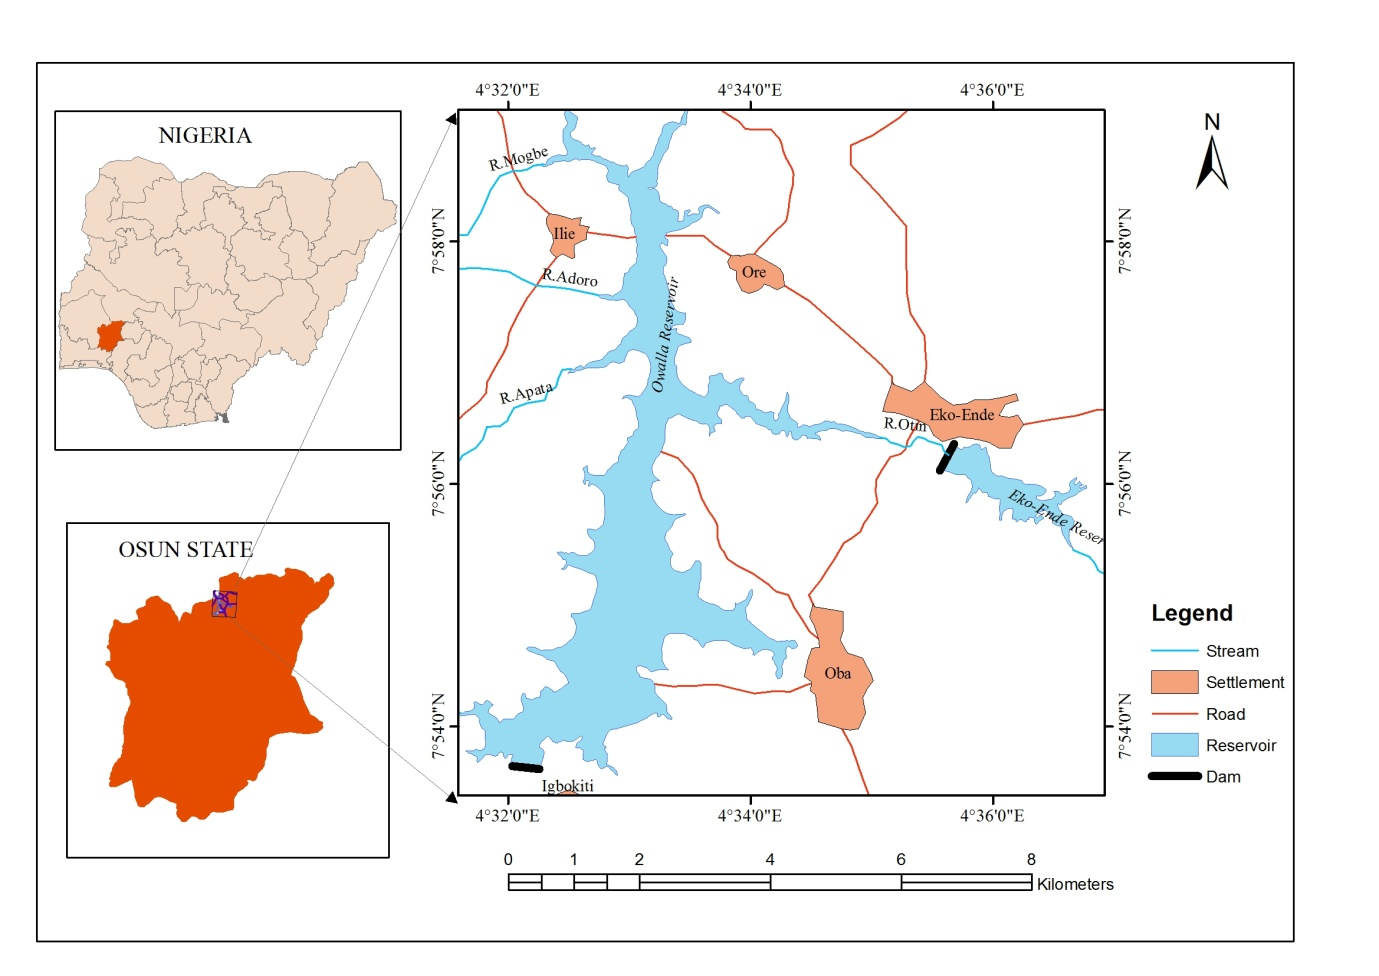 NIGERIA
OSUN STATE
4°32'0"E 4°34'0"E 4°36'0"E
N
7°58'0"N
7°58'0"N
7°56'0"N
7°56'0"N
7°54'0"N
7°54'0"N
R.Mogbe
Ilie
Ore
R.Adoro
Owalla Reservoir
R.Apata
Eko-Ende
R.Otin
Eko-Ende Reser
Oba
Igbokiti
4°32'0"E 4°34'0"E 4°36'0"E
0 1 2 4 6 8
Kilometers
Legend
Stream
Settlement
Road
Reservoir
Dam